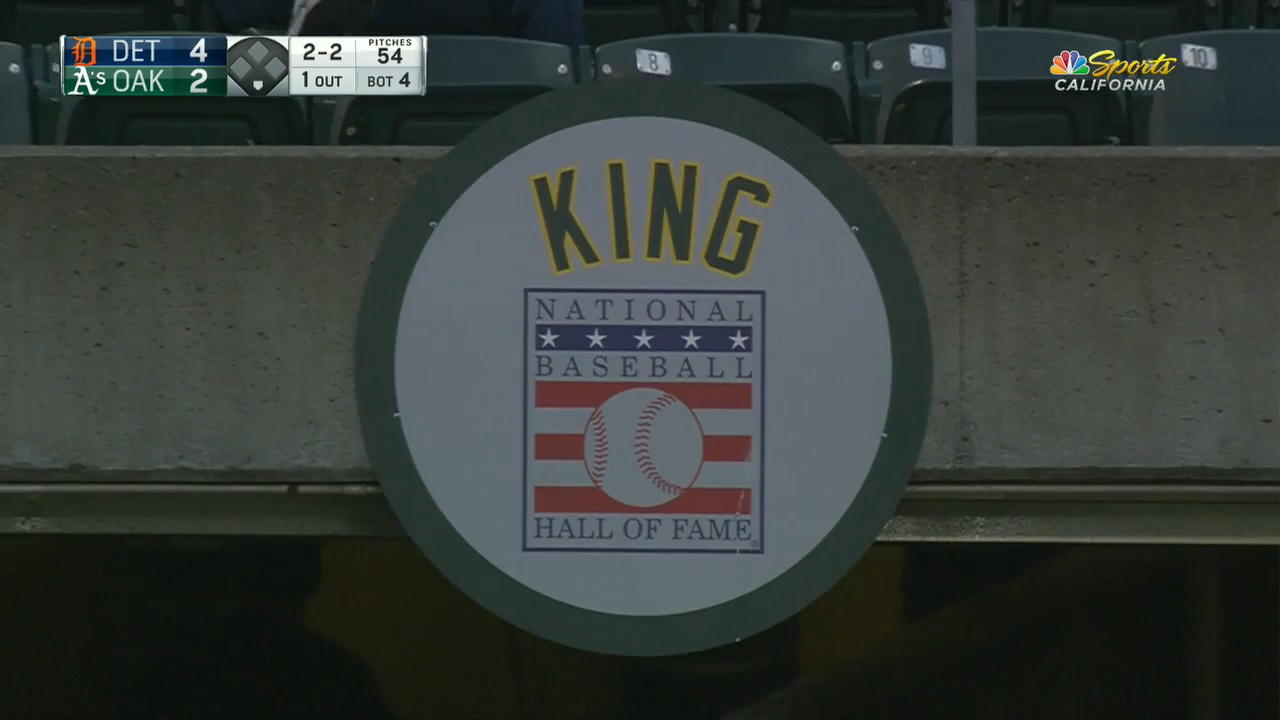 DET 4
A's OAK 2
2-2
1 OUT
PITCHES
54
BOT 4
8
9
10
Sports
CALIFORNIA
KING
NATIONAL
BASEBALL
HALL OF FAME